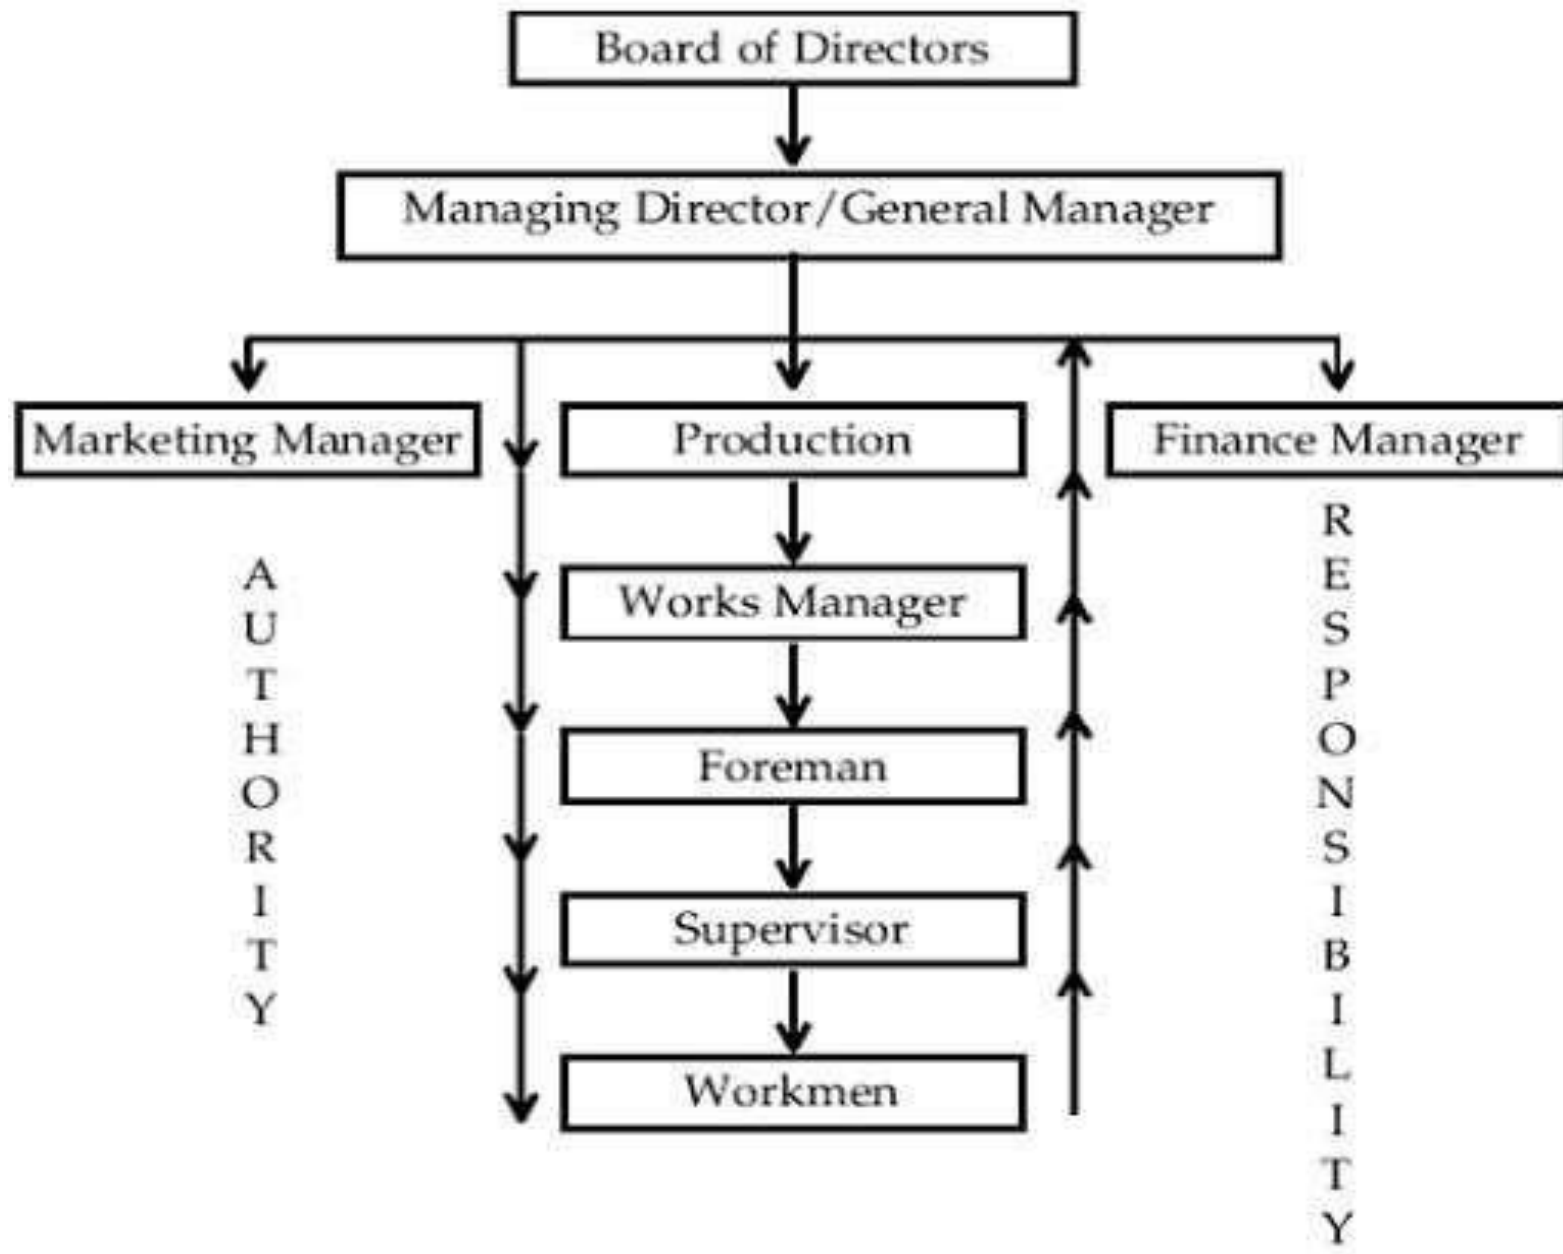 Board of Directors
Managing Director/General Manager
Marketing Manager
Production
Finance Manager
Works Manager
Foreman
Supervisor
Workmen
AUTHORITY
RESPONSIBILITY